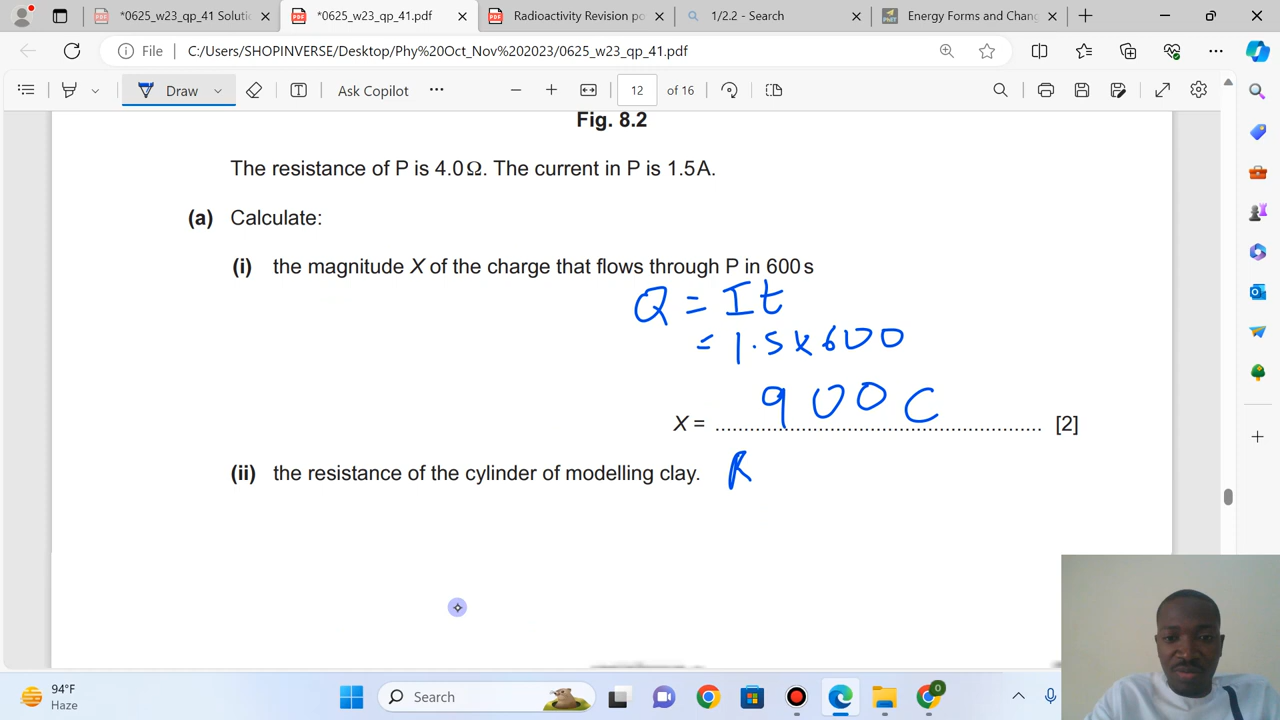 *0625_w23_qp_41 Soluti
*0625_w23_qp_41.pdf
Radioactivity Revision po
1/2.2 - Search
Energy Forms and Chang
File
C:/Users/SHOPINVERSE/Desktop/Phy%20Oct_Nov%202023/0625_w23_qp_41.pdf
Draw
Ask Copilot
12 of 16
Fig. 8.2
The resistance of P is 4.0 Ω. The current in P is 1.5 A.
(a) Calculate:
(i) the magnitude X of the charge that flows through P in 600 s
Q = It
= 1.5 x 600
900 C
X = ........................................................ [2]
(ii) the resistance of the cylinder of modelling clay. R
94°F
Haze
Search
0